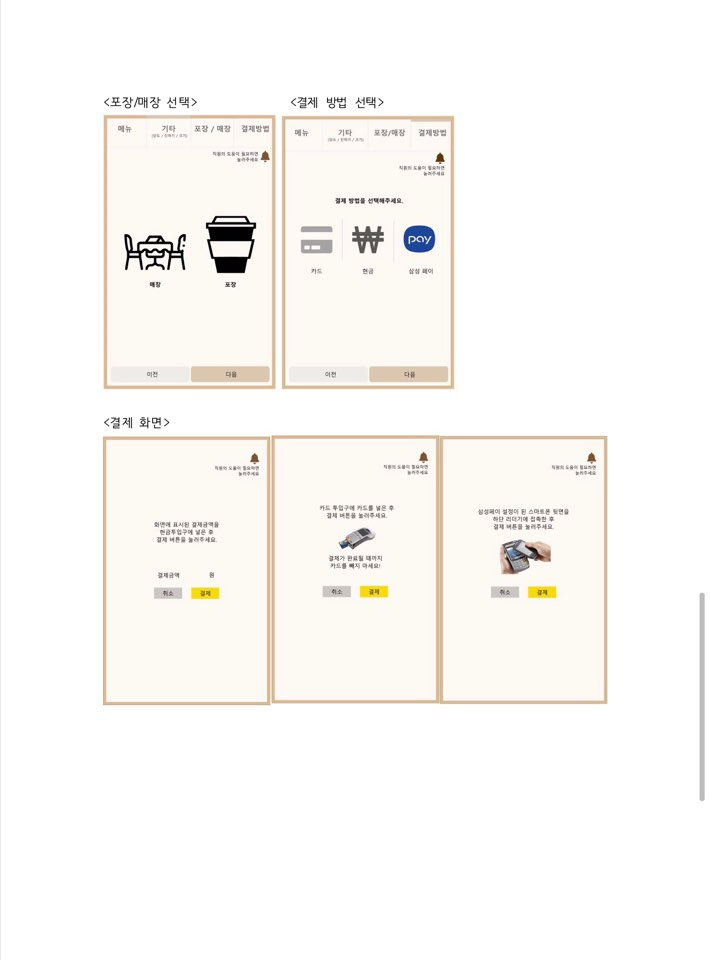 <포장/매장 선택>
<결제 방법 선택>
메뉴 기타 포장 / 매장 결제방법
(당도 / 진하기 / 크기)
직원의 도움이 필요하면
눌러주세요
매장 포장
이전 다음
메뉴 기타 포장/매장 결제방법
(당도 / 진하기 / 크기)
직원의 도움이 필요하면
눌러주세요
결제 방법을 선택해주세요.
pay
카드 현금 삼성 페이
이전 다음
<결제 화면>
직원의 도움이 필요하면
눌러주세요
화면에 표시된 결제금액을
현금투입구에 넣은 후
결제 버튼을 눌러주세요.
결제금액 원
취소 결제
직원의 도움이 필요하면
눌러주세요
카드 투입구에 카드를 넣은 후
결제 버튼을 눌러주세요.
결제가 완료될 때까지
카드를 빼지 마세요!
취소 결제
직원의 도움이 필요하면
눌러주세요
삼성페이 설정이 된 스마트폰 뒷면을
하단 리더기에 접촉한 후
결제 버튼을 눌러주세요.
취소 결제